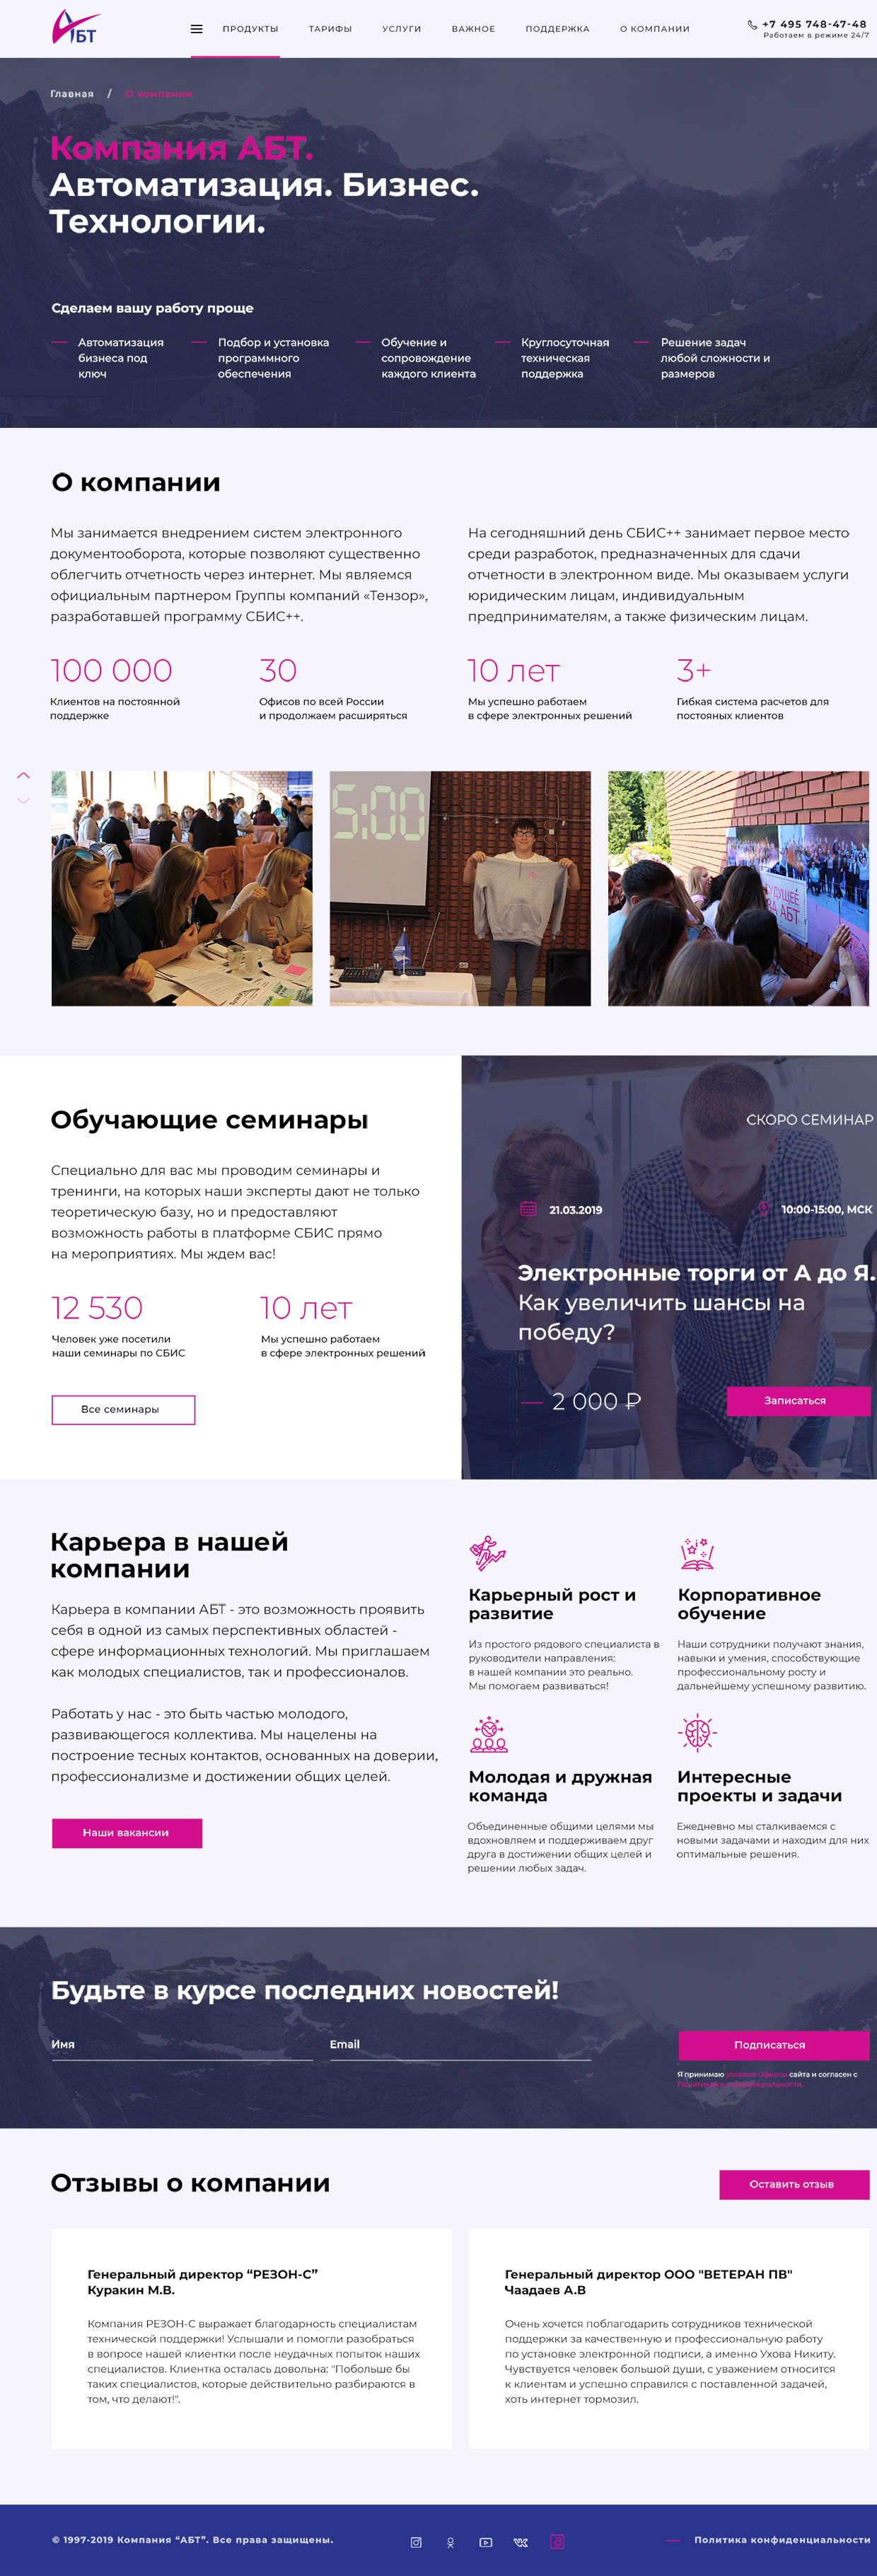 АБТ
ПРОДУКТЫ
ТАРИФЫ
УСЛУГИ
ВАЖНОЕ
ПОДДЕРЖКА
О КОМПАНИИ
+7 495 748-47-48
Работаем в режиме 24/7
Главная / О компании
Компания АБТ.
Автоматизация. Бизнес.
Технологии.
Сделаем вашу работу проще
Автоматизация
бизнеса под
ключ
Подбор и установка
программного
обеспечения
Обучение и
сопровождение
каждого клиента
Круглосуточная
техническая
поддержка
Решение задач
любой сложности и
размеров
О компании
Мы занимается внедрением систем электронного
документооборота, которые позволяют существенно
облегчить отчетность через интернет. Мы являемся
официальным партнером Группы компаний «Тензор»,
разработавшей программу СБИС++.
На сегодняшний день СБИС++ занимает первое место
среди разработок, предназначенных для сдачи
отчетности в электронном виде. Мы оказываем услуги
юридическим лицам, индивидуальным
предпринимателям, а также физическим лицам.
100 000
Клиентов на постоянной
поддержке
30
Офисов по всей России
и продолжаем расширяться
10 лет
Мы успешно работаем
в сфере электронных решений
3+
Гибкая система расчетов для
постояных клиентов
5:00
АБТ
Обучающие семинары
Специально для вас мы проводим семинары и
тренинги, на которых наши эксперты дают не только
теоретическую базу, но и предоставляют
возможность работы в платформе СБИС прямо
на мероприятиях. Мы ждем вас!
12 530
Человек уже посетили
наши семинары по СБИС
10 лет
Мы успешно работаем
в сфере электронных решений
Все семинары
СКОРО СЕМИНАР
21.03.2019
10:00-15:00, МСК
Электронные торги от А до Я.
Как увеличить шансы на
победу?
2 000 ₽
Записаться
Карьера в нашей
компании
Карьера в компании АБТ - это возможность проявить
себя в одной из самых перспективных областей -
сфере информационных технологий. Мы приглашаем
как молодых специалистов, так и профессионалов.
Работать у нас - это быть частью молодого,
развивающегося коллектива. Мы нацелены на
построение тесных контактов, основанных на доверии,
профессионализме и достижении общих целей.
Наши вакансии
Карьерный рост и
развитие
Из простого рядового специалиста в
руководители направления:
в нашей компании это реально.
Мы помогаем развиваться!
Корпоративное
обучение
Наши сотрудники получают знания,
навыки и умения, способствующие
профессиональному росту и
дальнейшему успешному развитию.
Молодая и дружная
команда
Объединенные общими целями мы
вдохновляем и поддерживаем друг
друга в достижении общих целей и
решении любых задач.
Интересные
проекты и задачи
Ежедневно мы сталкиваемся с
новыми задачами и находим для них
оптимальные решения.
Будьте в курсе последних новостей!
Имя
Email
Подписаться
Я принимаю условия Оферты сайта и согласен с
Политикой конфиденциальности
Отзывы о компании
Оставить отзыв
Генеральный директор “РЕЗОН-С”
Куракин М.В.
Компания РЕЗОН-С выражает благодарность специалистам
технической поддержки! Услышали и помогли разобраться
в вопросе нашей клиентки после неудачных попыток наших
специалистов. Клиентка осталась довольна: "Побольше бы
таких специалистов, которые действительно разбираются в
том, что делают!".
Генеральный директор ООО "ВЕТЕРАН ПВ"
Чаадаев А.В
Очень хочется поблагодарить сотрудников технической
поддержки за качественную и профессиональную работу
по установке электронной подписи, а именно Ухова Никиту.
Чувствуется человек большой души, с уважением относится
к клиентам и успешно справился с поставленной задачей,
хоть интернет тормозил.
© 1997-2019 Компания “АБТ”. Все права защищены.
Политика конфиденциальности